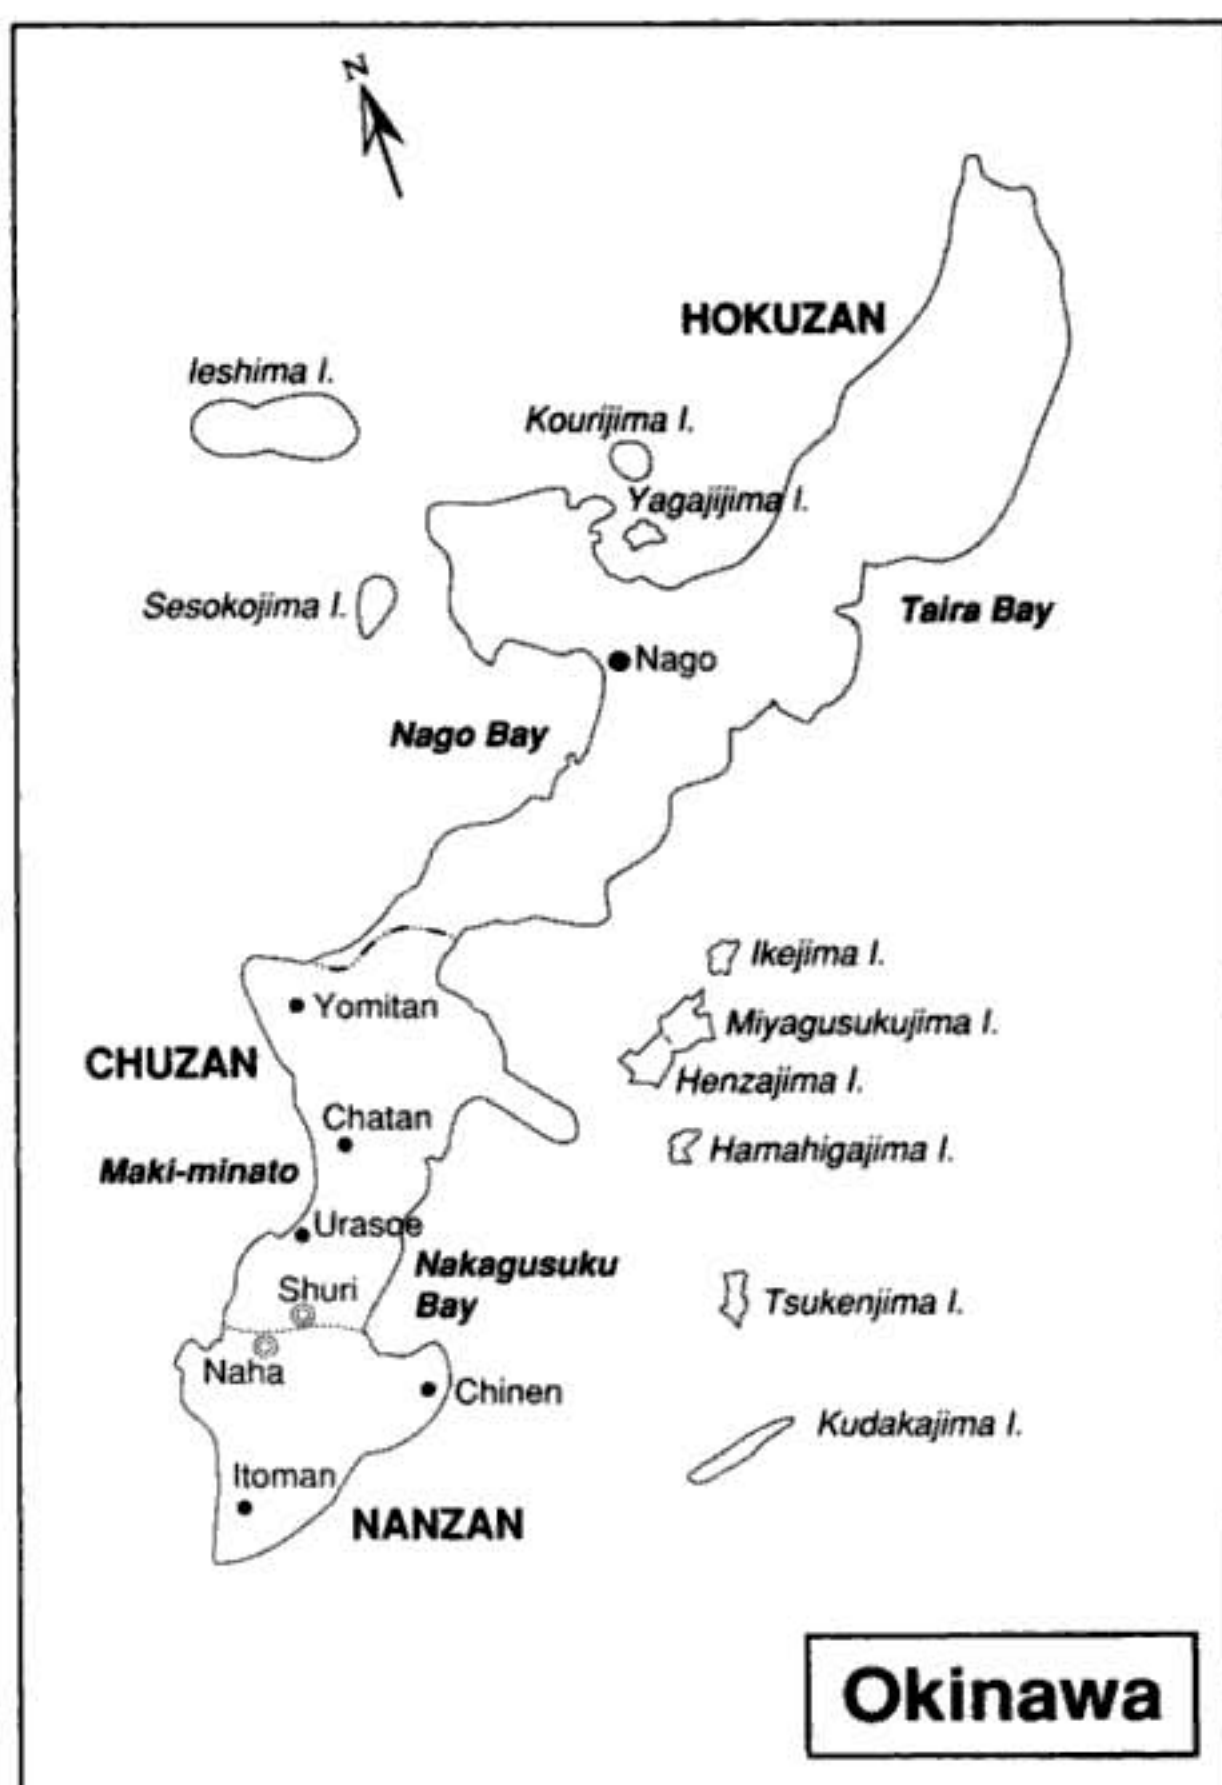 N
HOKUZAN
Ieshima I.
Kourijima I.
Yagajijima I.
Sesokojima I.
Taira Bay
Nago
Nago Bay
Ikejima I.
Yomitan
Miyagusukujima I.
CHUZAN
Henzajima I.
Chatan
Hamahigajima I.
Maki-minato
Urasoe
Nakagusuku
Bay
Shuri
Tsukenjima I.
Naha
Chinen
Kudakajima I.
Itoman
NANZAN
Okinawa